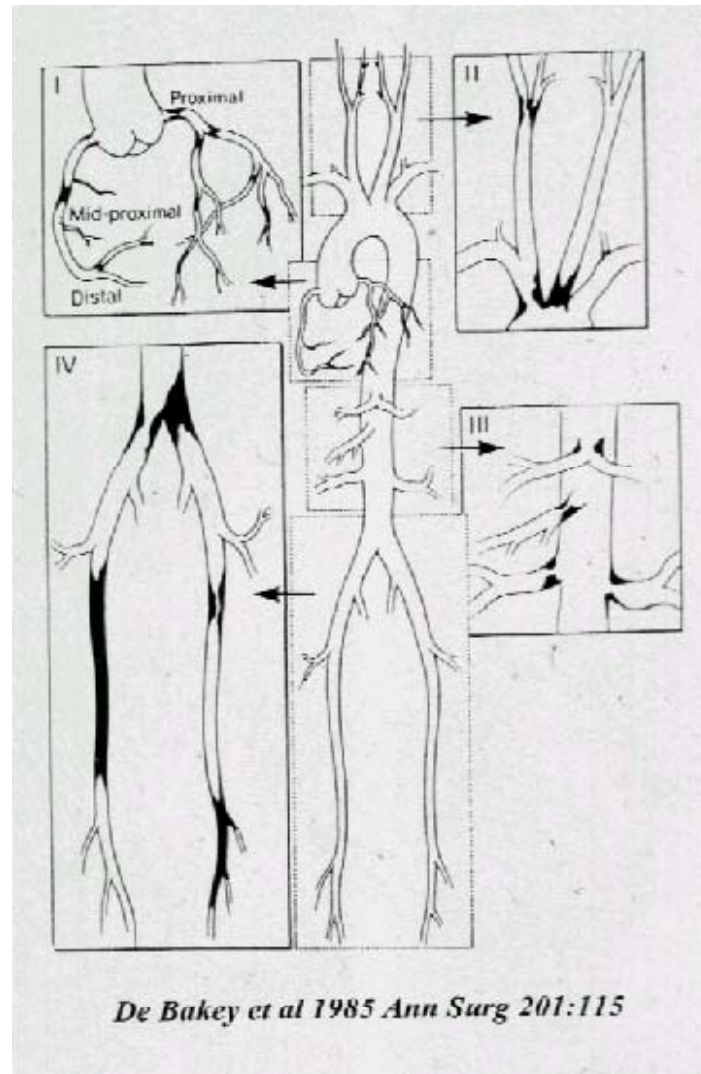 I
Proximal
Mid-proximal
Distal
II
III
IV
De Bakey et al 1985 Ann Surg 201:115